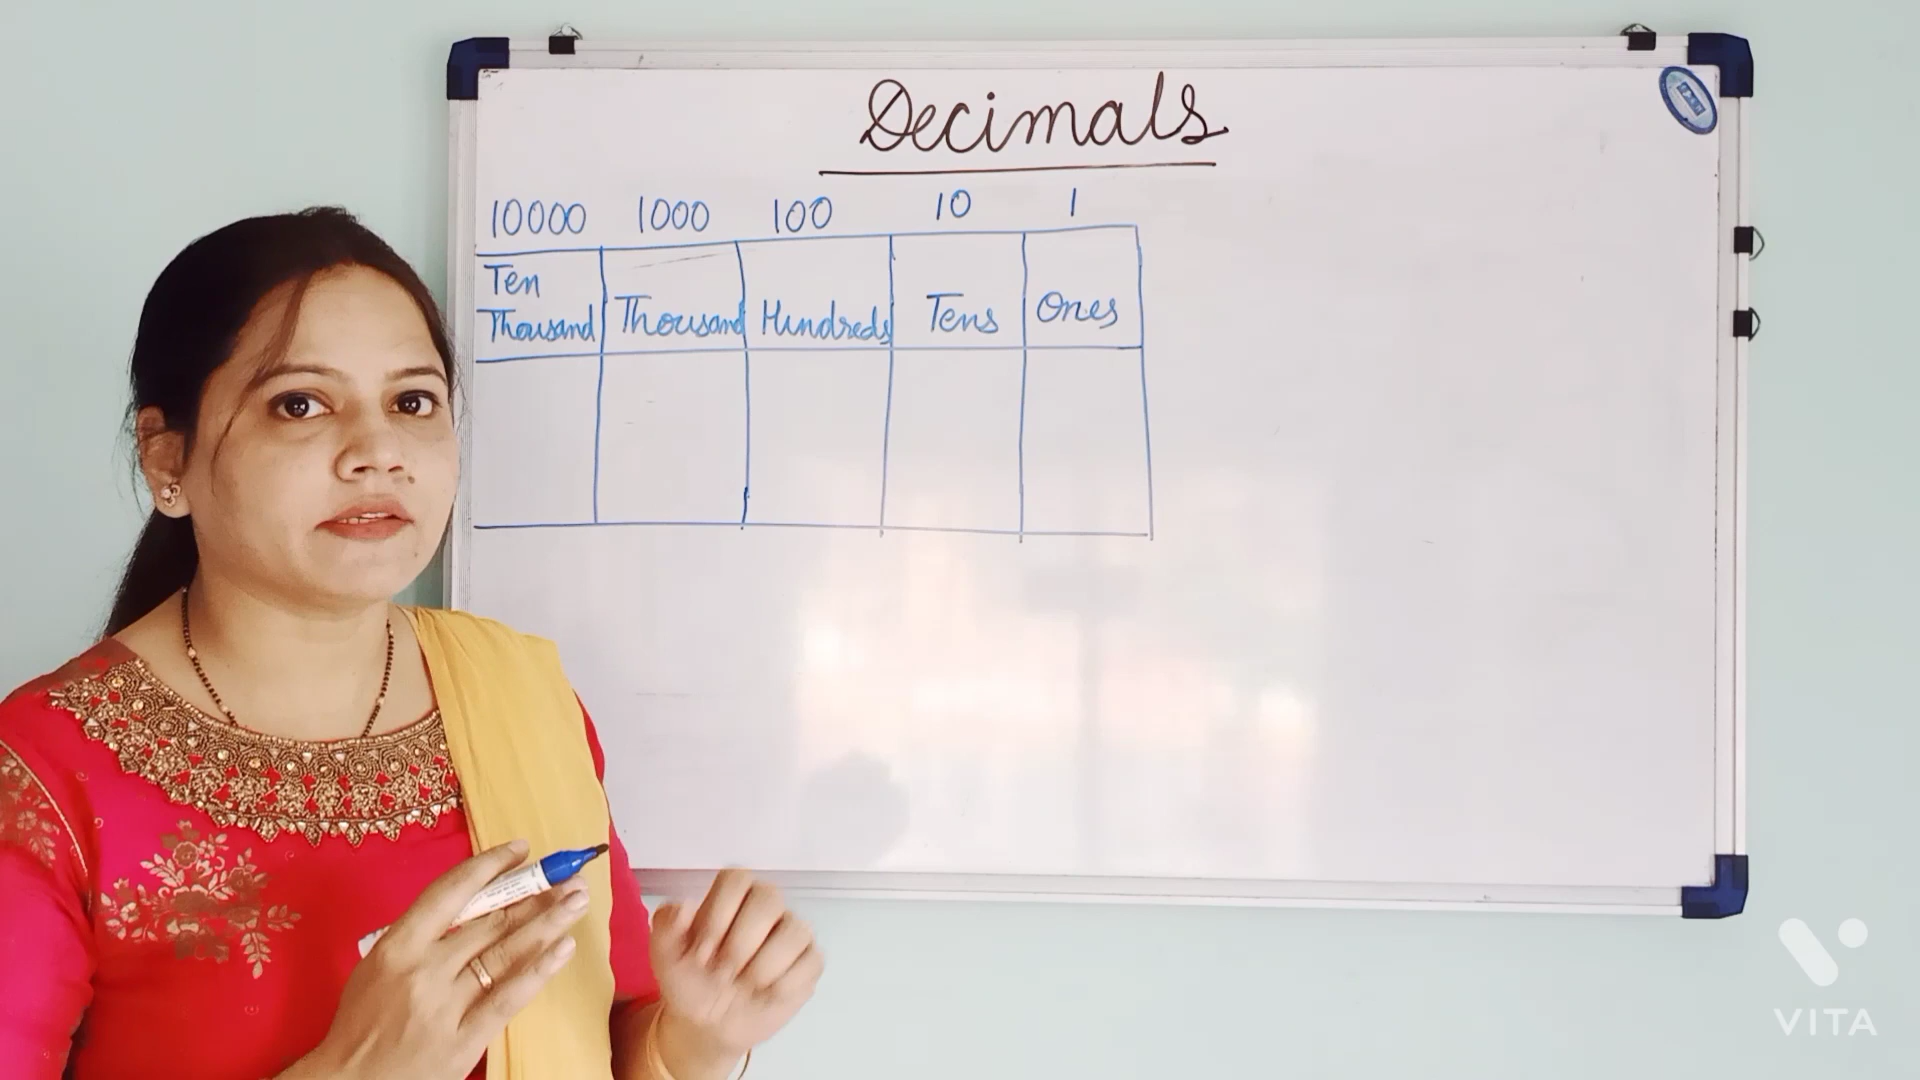 Decimals
10000 1000 100 10 1
Ten
Thousand Thousand Hundreds Tens Ones
VITA